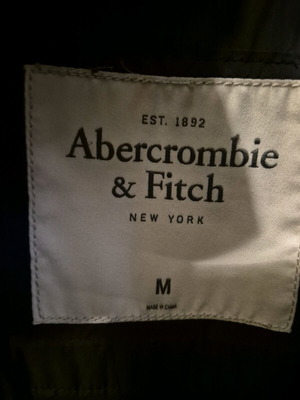 EST. 1892
Abercrombie
& Fitch
NEW YORK
M
MADE IN CHINA